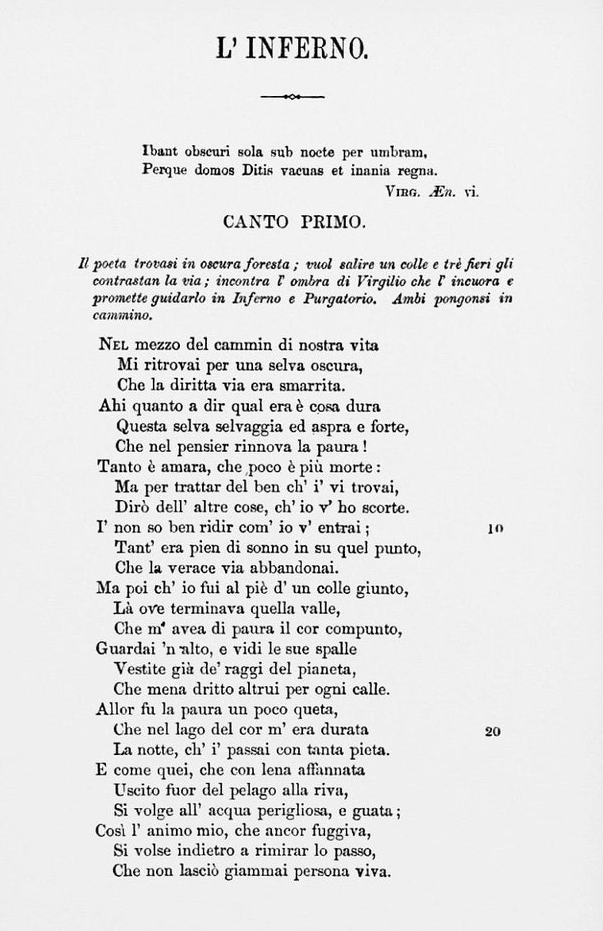 L' INFERNO.
Ibant obscuri sola sub nocte per umbram,
Perque domos Ditis vacuas et inania regna.
VIRG. Æn. vi.
CANTO PRIMO.
Il poeta trovasi in oscura foresta; vuol salire un colle e trè fieri gli
contrastan la via; incontra l' ombra di Virgilio che l' incuora e
promette guidarlo in Inferno e Purgatorio. Ambi pongonsi in
cammino.
NEL mezzo del cammin di nostra vita
Mi ritrovai per una selva oscura,
Che la diritta via era smarrita.
Ahi quanto a dir qual era è cosa dura
Questa selva selvaggia ed aspra e forte,
Che nel pensier rinnova la paura!
Tanto è amara, che poco è più morte:
Ma per trattar del ben ch' i' vi trovai,
Dirò dell' altre cose, ch' io v' ho scorte.
I' non so ben ridir com' io v' entrai; 10
Tant' era pien di sonno in su quel punto,
Che la verace via abbandonai.
Ma poi ch' io fui al piè d' un colle giunto,
Là ove terminava quella valle,
Che m' avea di paura il cor compunto,
Guardai 'n alto, e vidi le sue spalle
Vestite già de' raggi del pianeta,
Che mena dritto altrui per ogni calle.
Allor fu la paura un poco queta,
Che nel lago del cor m' era durata 20
La notte, ch' i' passai con tanta pieta.
E come quei, che con lena affannata
Uscito fuor del pelago alla riva,
Si volge all' acqua perigliosa, e guata;
Così l' animo mio, che ancor fuggiva,
Si volse indietro a rimirar lo passo,
Che non lasciò giammai persona viva.